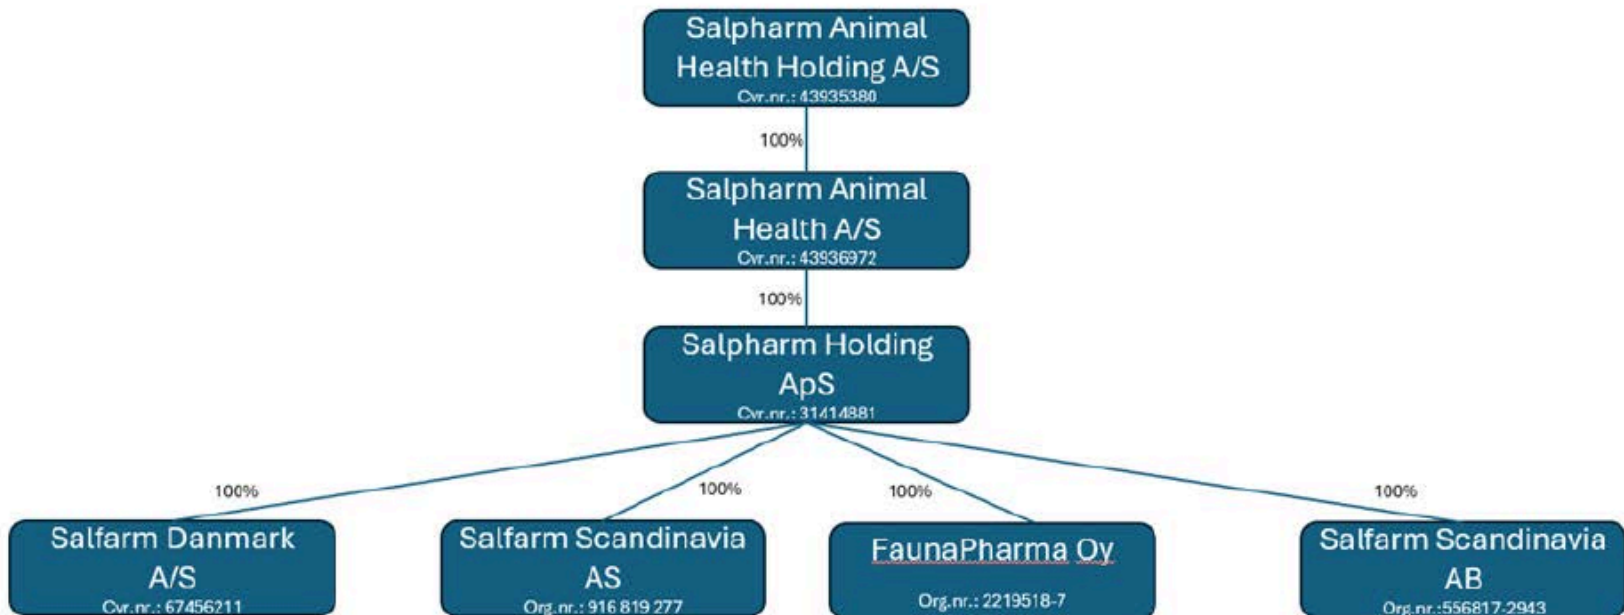 Salpharm Animal
Health Holding A/S
Cvr.nr.: 43935380
100%
Salpharm Animal
Health A/S
Cvr.nr.: 43936972
100%
Salpharm Holding
ApS
Cvr.nr.: 31414881
100%
100%
100%
100%
Salfarm Danmark
A/S
Cvr.nr.: 67456211
Salfarm Scandinavia
AS
Org.nr.: 916 819 277
FaunaPharma Oy
Org.nr.: 2219518-7
Salfarm Scandinavia
AB
Org.nr.:556817-2943